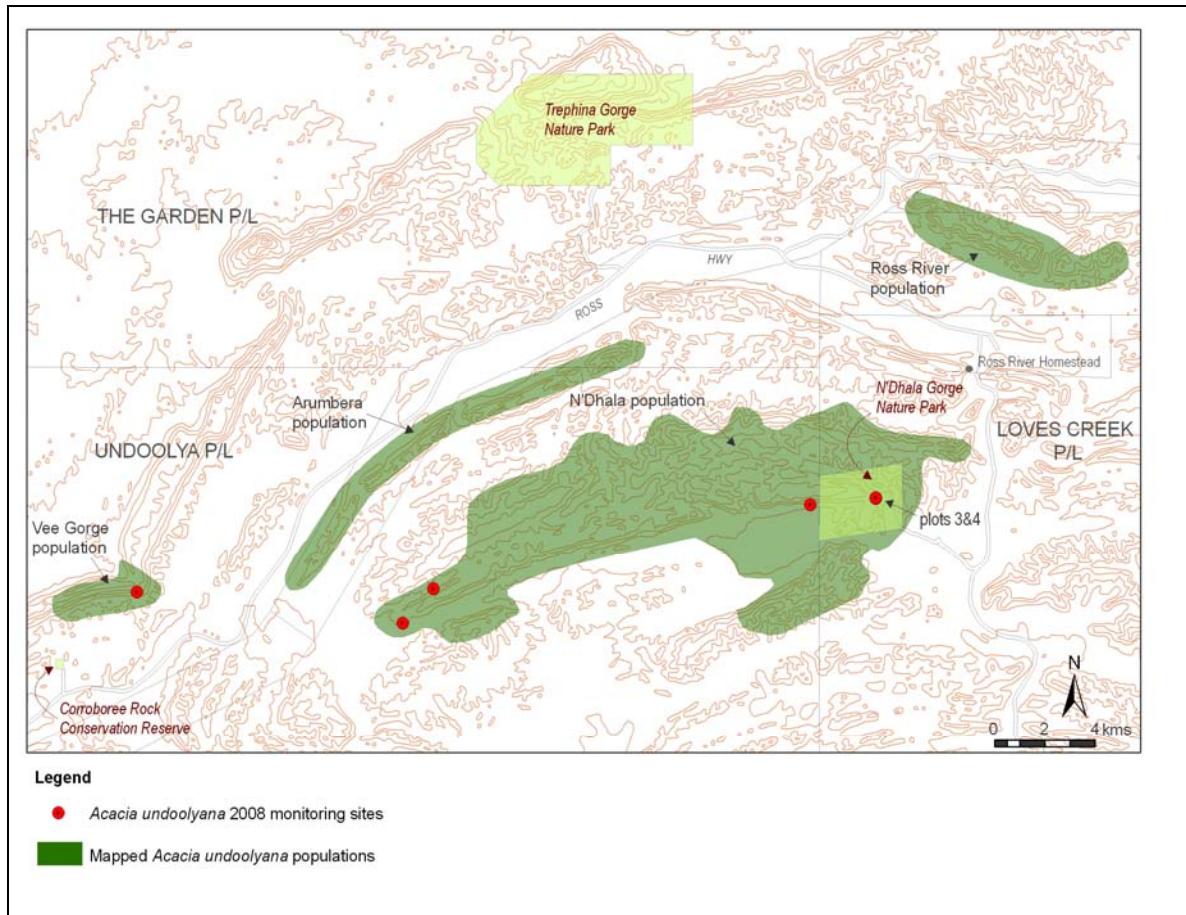 Trephina Gorge
Nature Park
THE GARDEN P/L
HWY
Ross River
population
ROSS
Ross River Homestead
N'Dhala Gorge
Nature Park
Arumbera
population
N'Dhala population
LOVES CREEK
P/L
UNDOOLYA P/L
plots 3&4
Vee Gorge
population
N
Corroboree Rock
Conservation Reserve
0 2 4 kms
Legend
Acacia undoolyana 2008 monitoring sites
Mapped Acacia undoolyana populations